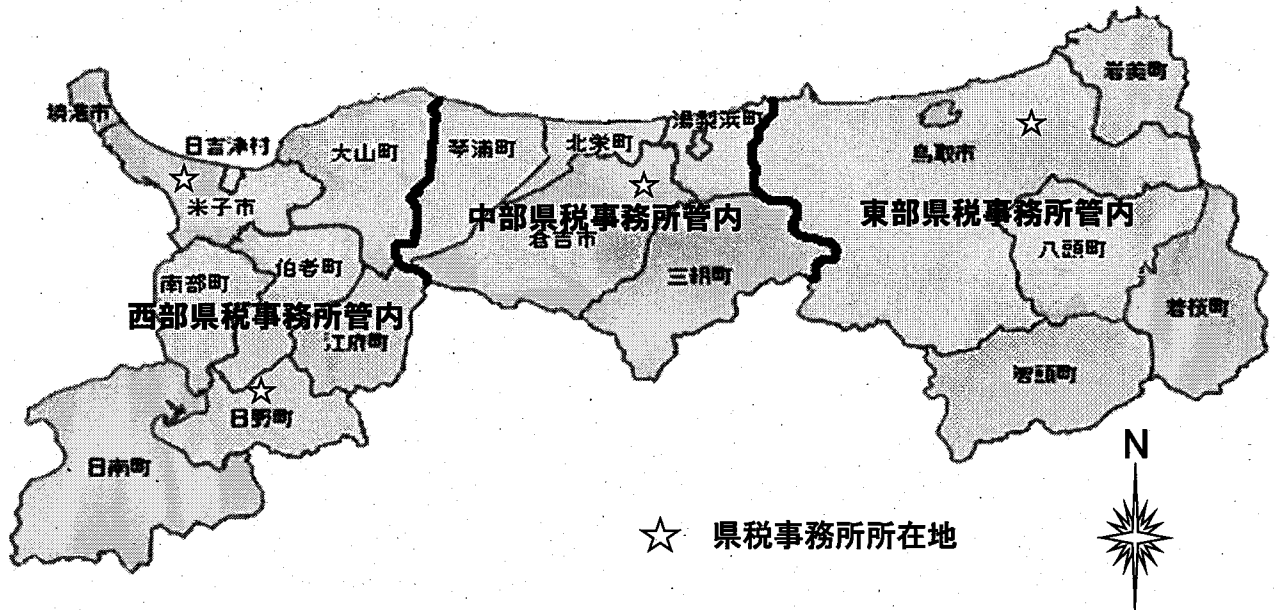 岩美町
境港市
湯梨浜町
日吉津村
大山町
琴浦町
北栄町
鳥取市
米子市
中部県税事務所管内
東部県税事務所管内
倉吉市
八頭町
伯耆町
南部町
三朝町
若桜町
西部県税事務所管内
江府町
智頭町
日野町
日南町
N
☆ 県税事務所所在地